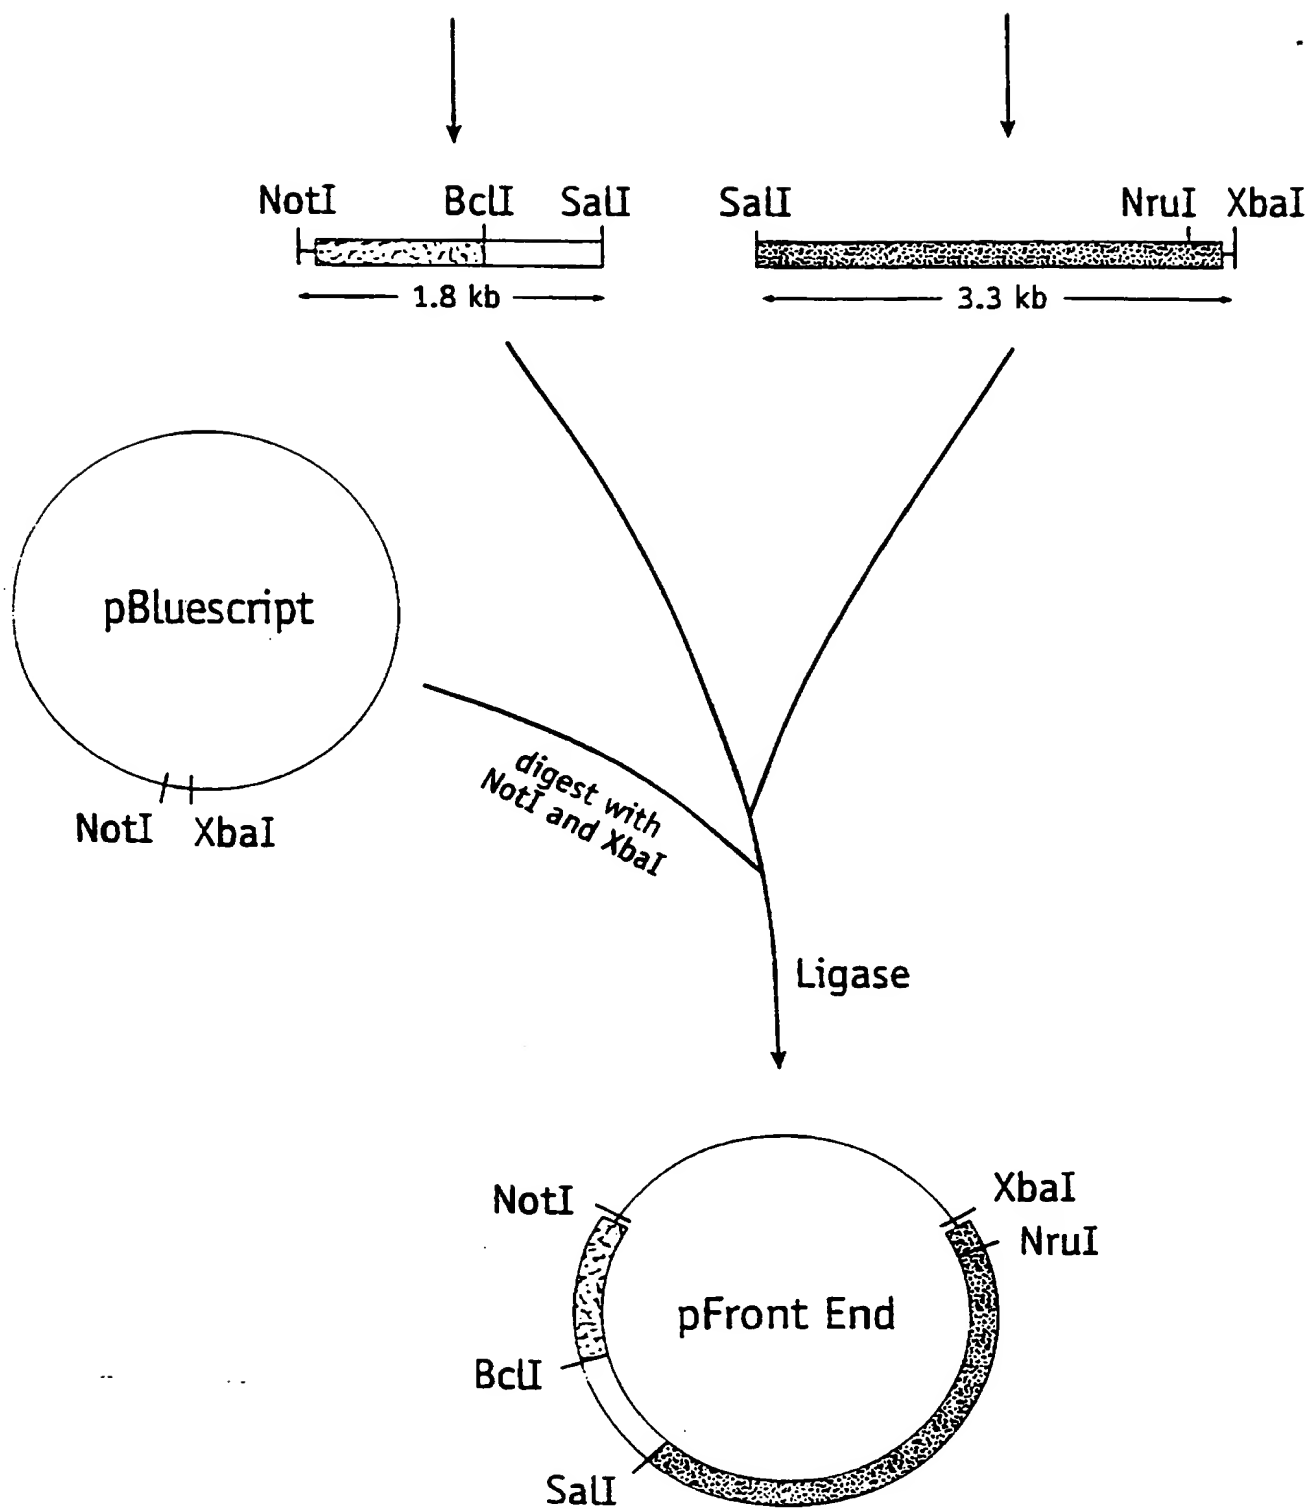 NotI BclI SalI SalI NruI XbaI
1.8 kb 3.3 kb
pBluescript
digest with
NotI and XbaI
NotI XbaI
Ligase
NotI XbaI
NruI
pFront End
BclI
SalI